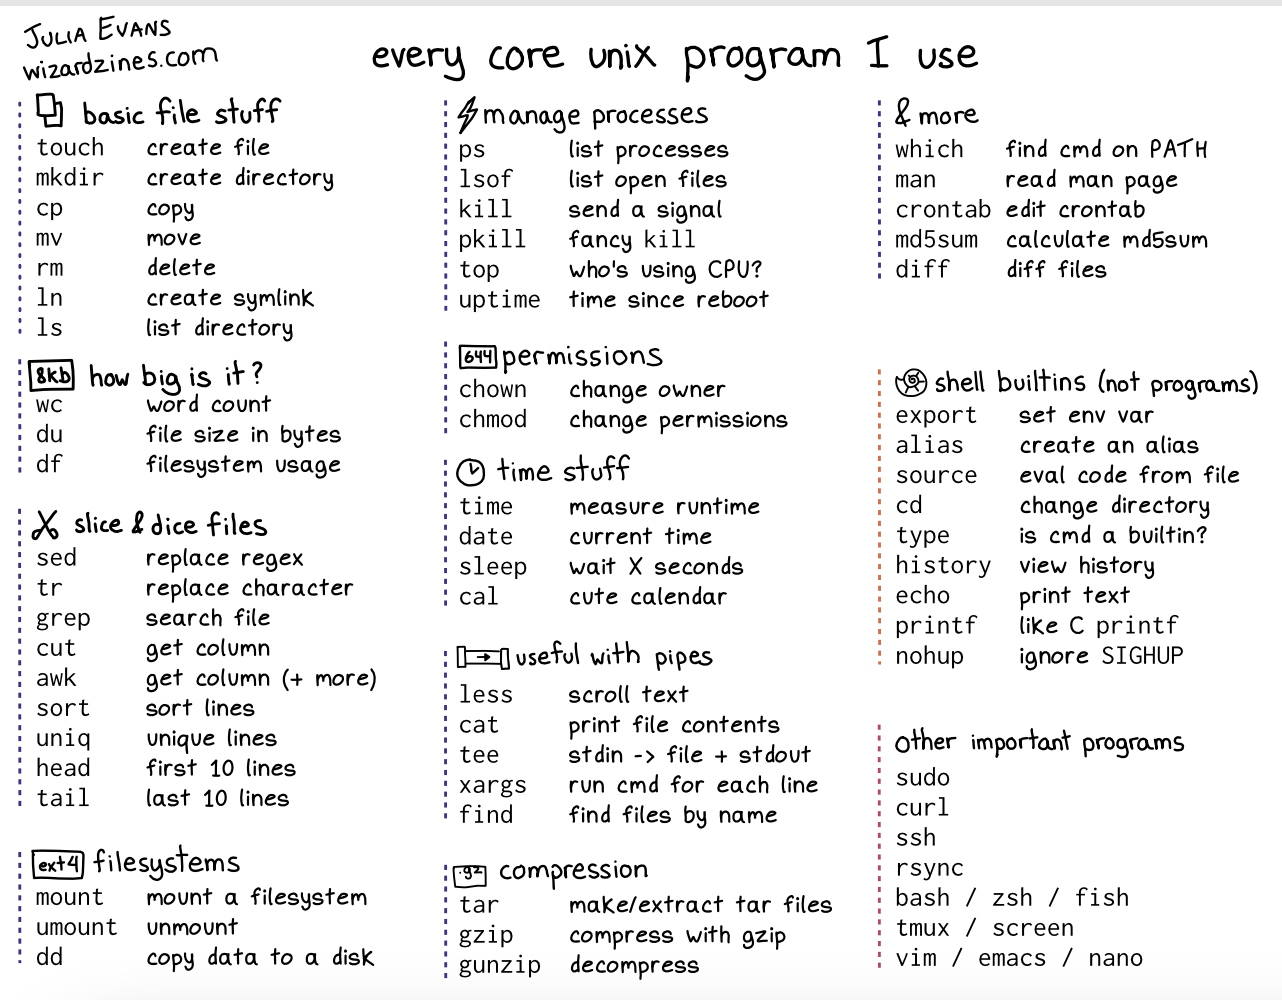 JULIA EVANS
wizardzines.com
every core unix program I use
basic file stuff
touch create file
mkdir create directory
cp copy
mv move
rm delete
ln create symlink
ls list directory
8kb how big is it?
wc word count
du file size in bytes
df filesystem usage
slice & dice files
sed replace regex
tr replace character
grep search file
cut get column
awk get column (+ more)
sort sort lines
uniq unique lines
head first 10 lines
tail last 10 lines
ext4 filesystems
mount mount a filesystem
umount unmount
dd copy data to a disk
manage processes
ps list processes
lsof list open files
kill send a signal
pkill fancy kill
top who's using CPU?
uptime time since reboot
644 permissions
chown change owner
chmod change permissions
time stuff
time measure runtime
date current time
sleep wait X seconds
cal cute calendar
useful with pipes
less scroll text
cat print file contents
tee stdin -> file + stdout
xargs run cmd for each line
find find files by name
.gz compression
tar make/extract tar files
gzip compress with gzip
gunzip decompress
& more
which find cmd on PATH
man read man page
crontab edit crontab
md5sum calculate md5sum
diff diff files
shell builtins (not programs)
export set env var
alias create an alias
source eval code from file
cd change directory
type is cmd a builtin?
history view history
echo print text
printf like C printf
nohup ignore SIGHUP
other important programs
sudo
curl
ssh
rsync
bash / zsh / fish
tmux / screen
vim / emacs / nano